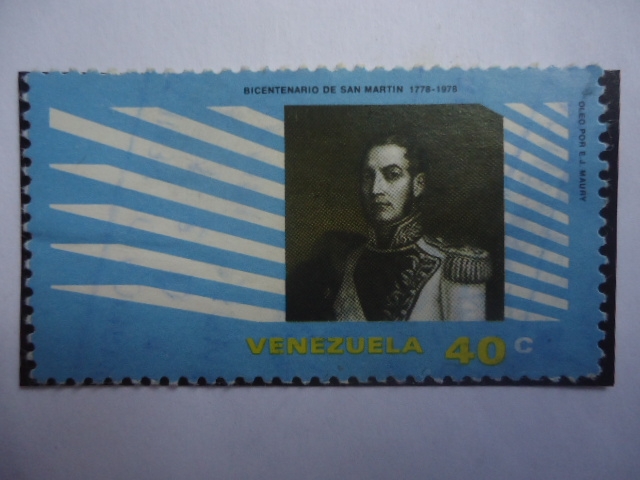 BICENTENARIO DE SAN MARTIN 1778-1978
OLEO POR E. J. MAURY
VENEZUELA 40 C